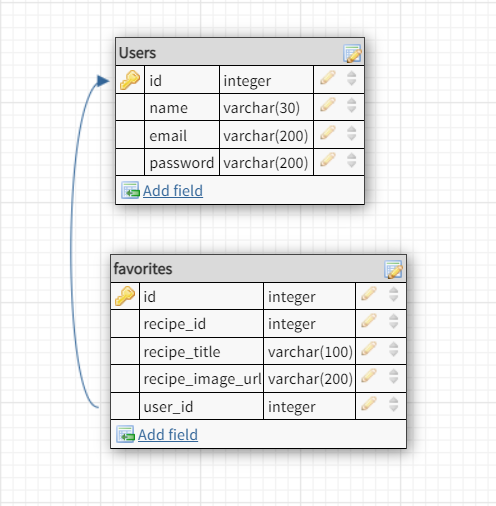 Users
id integer
name varchar(30)
email varchar(200)
password varchar(200)
Add field
favorites
id integer
recipe_id integer
recipe_title varchar(100)
recipe_image_url varchar(200)
user_id integer
Add field